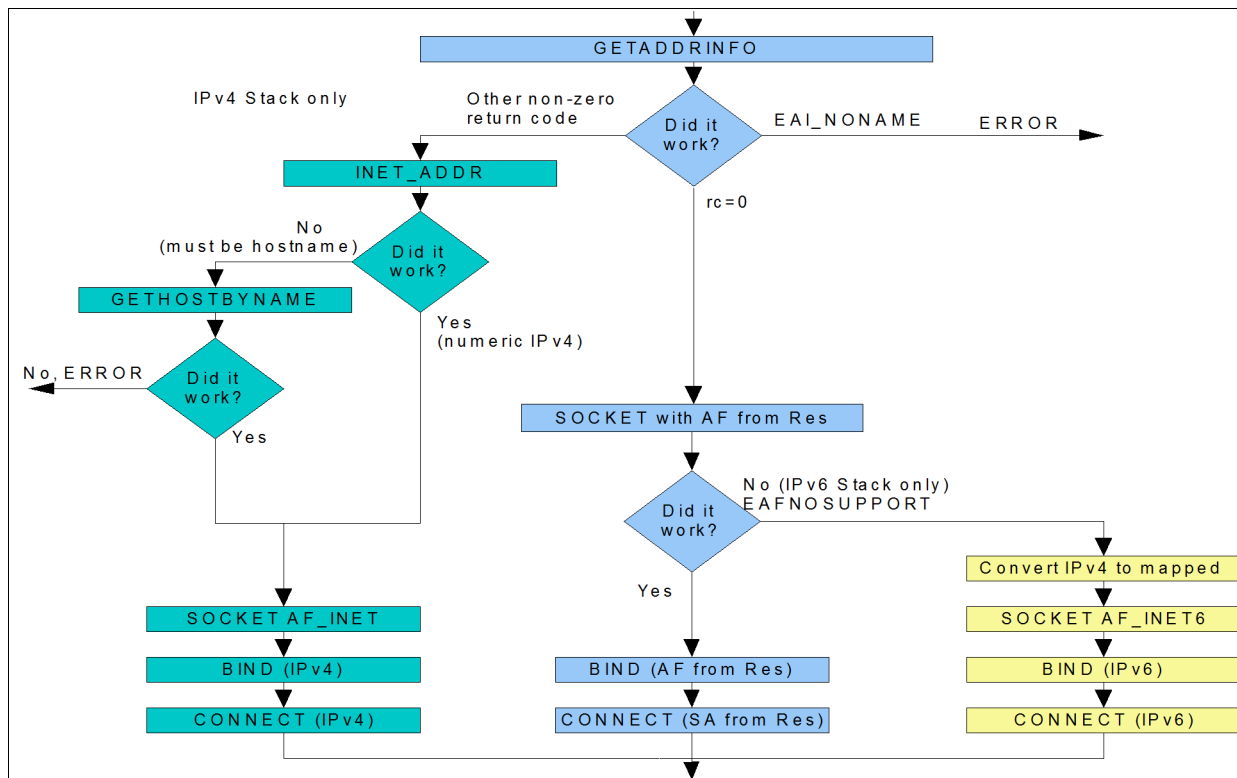 GETADDRINFO
IPv4 Stack only
Other non-zero
return code
Did it
work?
EAI_NONAME
ERROR
INET_ADDR
rc=0
No
(must be hostname)
Did it
work?
GETHOSTBYNAME
Yes
(numeric IPv4)
No, ERROR
Did it
work?
Yes
SOCKET with AF from Res
No (IPv6 Stack only)
EAFNOSUPPORT
Did it
work?
Yes
Convert IPv4 to mapped
SOCKET AF_INET
SOCKET AF_INET6
BIND (IPv4)
BIND (AF from Res)
BIND (IPv6)
CONNECT (IPv4)
CONNECT (SA from Res)
CONNECT (IPv6)